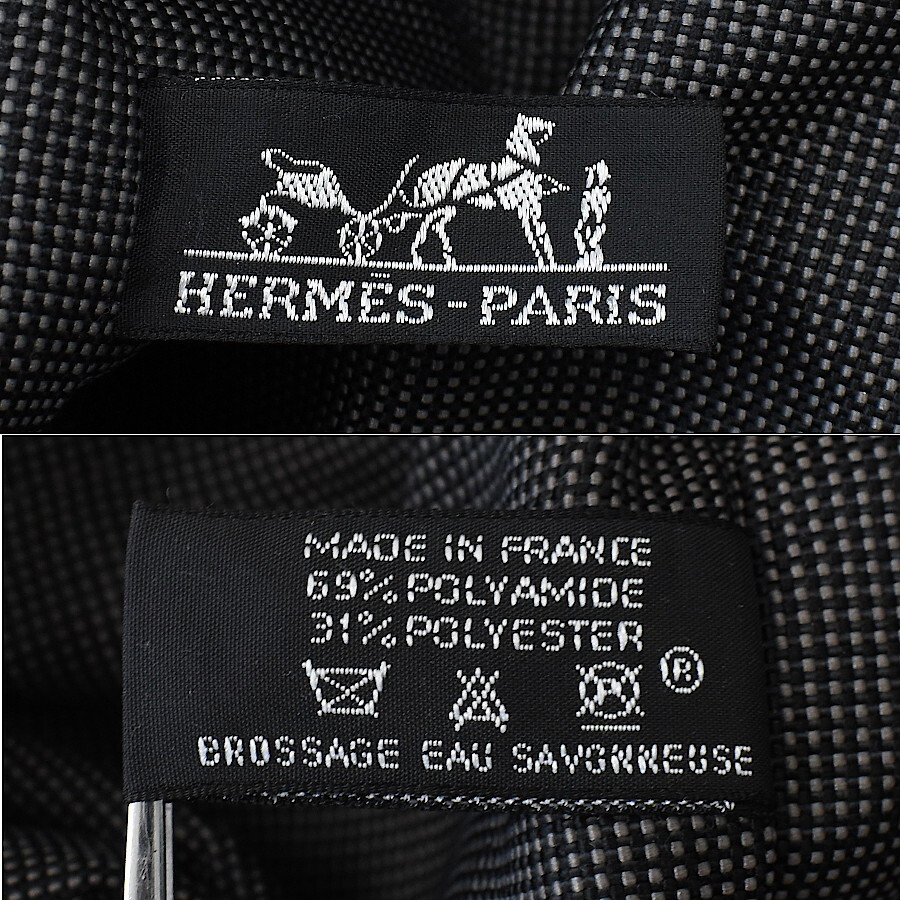 HERMÈS-PARIS
MADE IN FRANCE
69% POLYAMIDE
31% POLYESTER
®
BROSSAGE EAU SAVONNEUSE